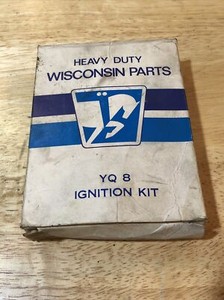 HEAVY DUTY
WISCONSIN PARTS
YQ 8
IGNITION KIT